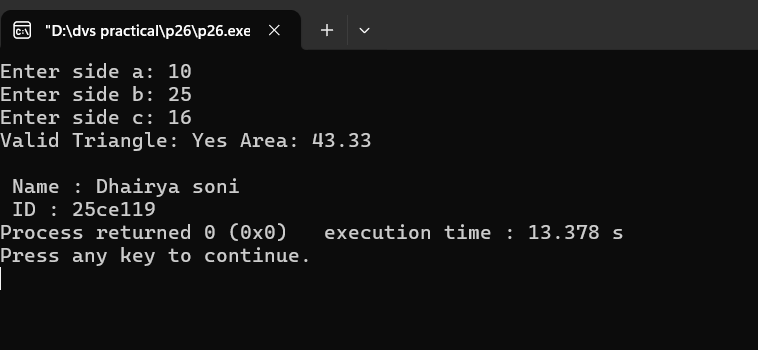 "D:\dvs practical\p26\p26.exe
Enter side a: 10
Enter side b: 25
Enter side c: 16
Valid Triangle: Yes Area: 43.33
Name : Dhairya soni
ID : 25ce119
Process returned 0 (0x0)   execution time : 13.378 s
Press any key to continue.